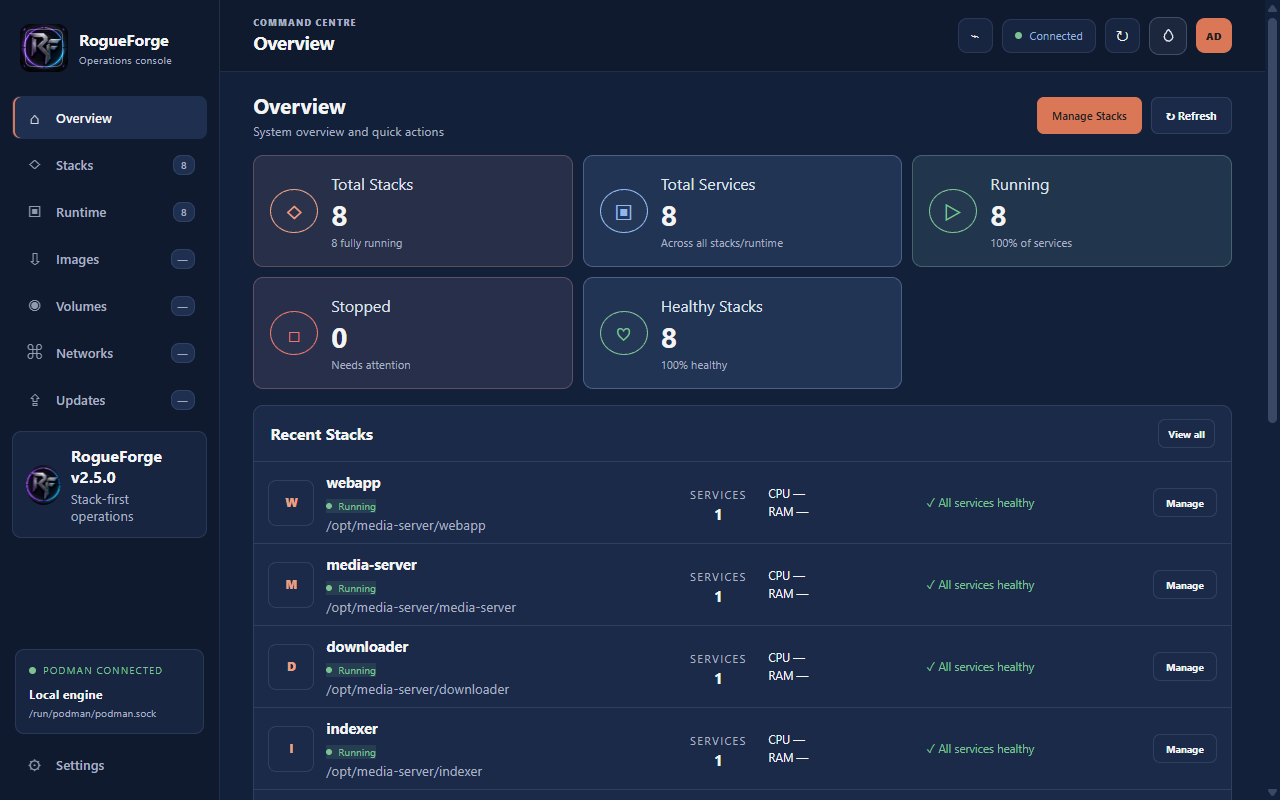 RF
RogueForge
Operations console
Overview
Stacks 8
Runtime 8
Images —
Volumes —
Networks —
Updates —
RF
RogueForge
v2.5.0
Stack-first
operations
PODMAN CONNECTED
Local engine
/run/podman/podman.sock
Settings
COMMAND CENTRE
Overview
Connected
AD
Overview
System overview and quick actions
Manage Stacks
↻ Refresh
Total Stacks
8
8 fully running
Total Services
8
Across all stacks/runtime
Running
8
100% of services
Stopped
0
Needs attention
Healthy Stacks
8
100% healthy
Recent Stacks
View all
W
webapp
Running
/opt/media-server/webapp
SERVICES
1
CPU —
RAM —
✓ All services healthy
Manage
M
media-server
Running
/opt/media-server/media-server
SERVICES
1
CPU —
RAM —
✓ All services healthy
Manage
D
downloader
Running
/opt/media-server/downloader
SERVICES
1
CPU —
RAM —
✓ All services healthy
Manage
I
indexer
Running
/opt/media-server/indexer
SERVICES
1
CPU —
RAM —
✓ All services healthy
Manage